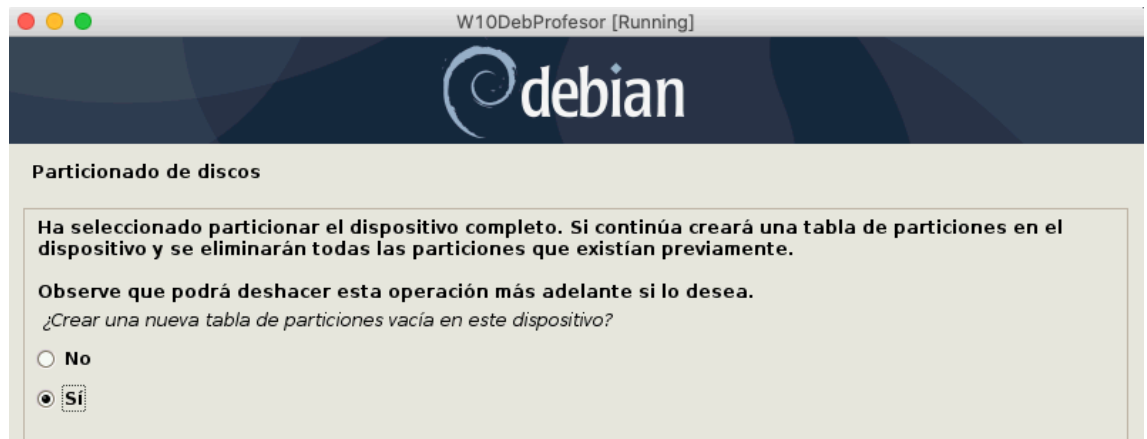 W10DebProfesor [Running]
debian
Particionado de discos
Ha seleccionado particionar el dispositivo completo. Si continúa creará una tabla de particiones en el
dispositivo y se eliminarán todas las particiones que existían previamente.
Observe que podrá deshacer esta operación más adelante si lo desea.
¿Crear una nueva tabla de particiones vacía en este dispositivo?
No
Sí